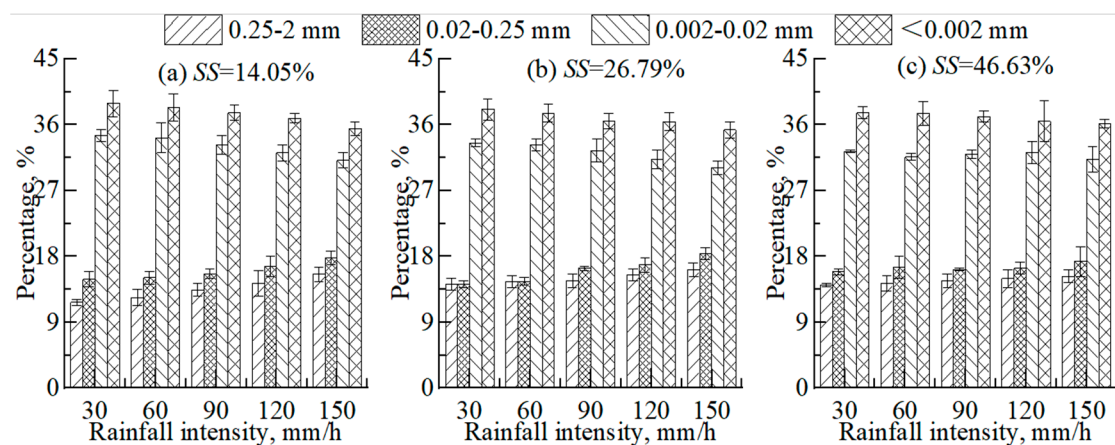 0.25-2 mm 0.02-0.25 mm 0.002-0.02 mm <0.002 mm
(a) SS=14.05% (b) SS=26.79% (c) SS=46.63%
45 45 45
36 36 36
27 27 27
18 18 18
9 9 9
0 0 0
Percentage, % Percentage, % Percentage, %
30 60 90 120 150 30 60 90 120 150 30 60 90 120 150
Rainfall intensity, mm/h Rainfall intensity, mm/h Rainfall intensity, mm/h